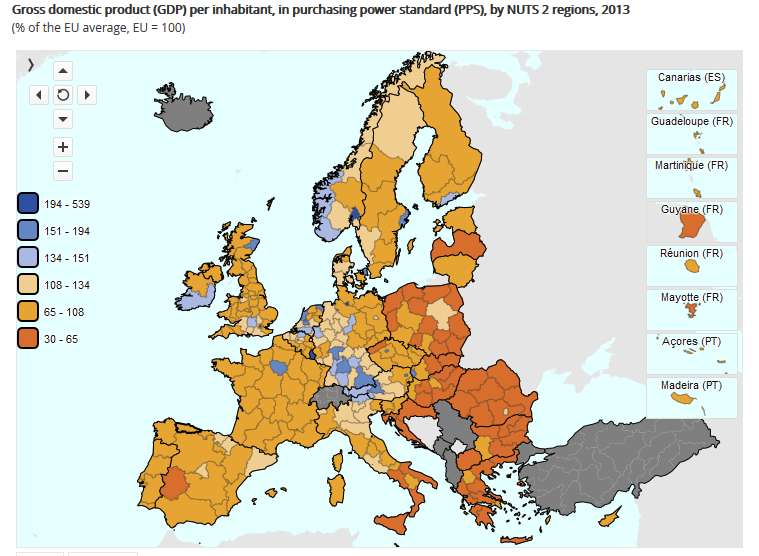 Gross domestic product (GDP) per inhabitant, in purchasing power standard (PPS), by NUTS 2 regions, 2013
(% of the EU average, EU = 100)
194 - 539
151 - 194
134 - 151
108 - 134
65 - 108
30 - 65
Canarias (ES)
Guadeloupe (FR)
Martinique (FR)
Guyane (FR)
Réunion (FR)
Mayotte (FR)
Açores (PT)
Madeira (PT)